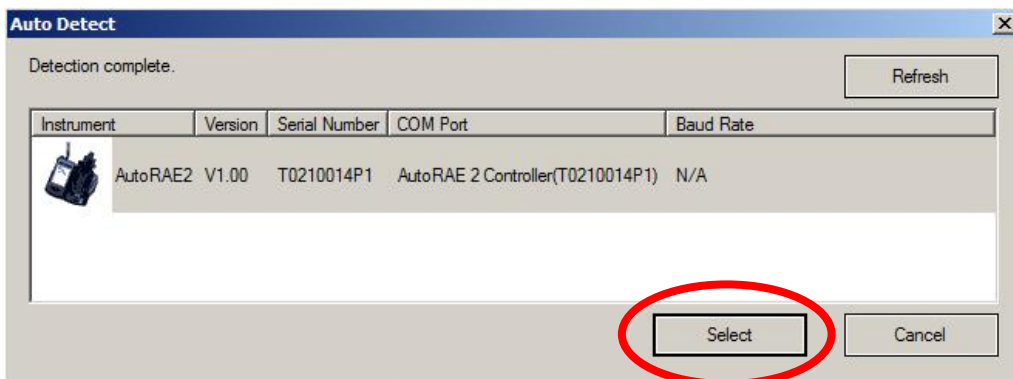 Auto Detect
Detection complete.
Refresh
Instrument Version Serial Number COM Port Baud Rate
AutoRAE2 V1.00 T0210014P1 AutoRAE 2 Controller(T0210014P1) N/A
Select Cancel